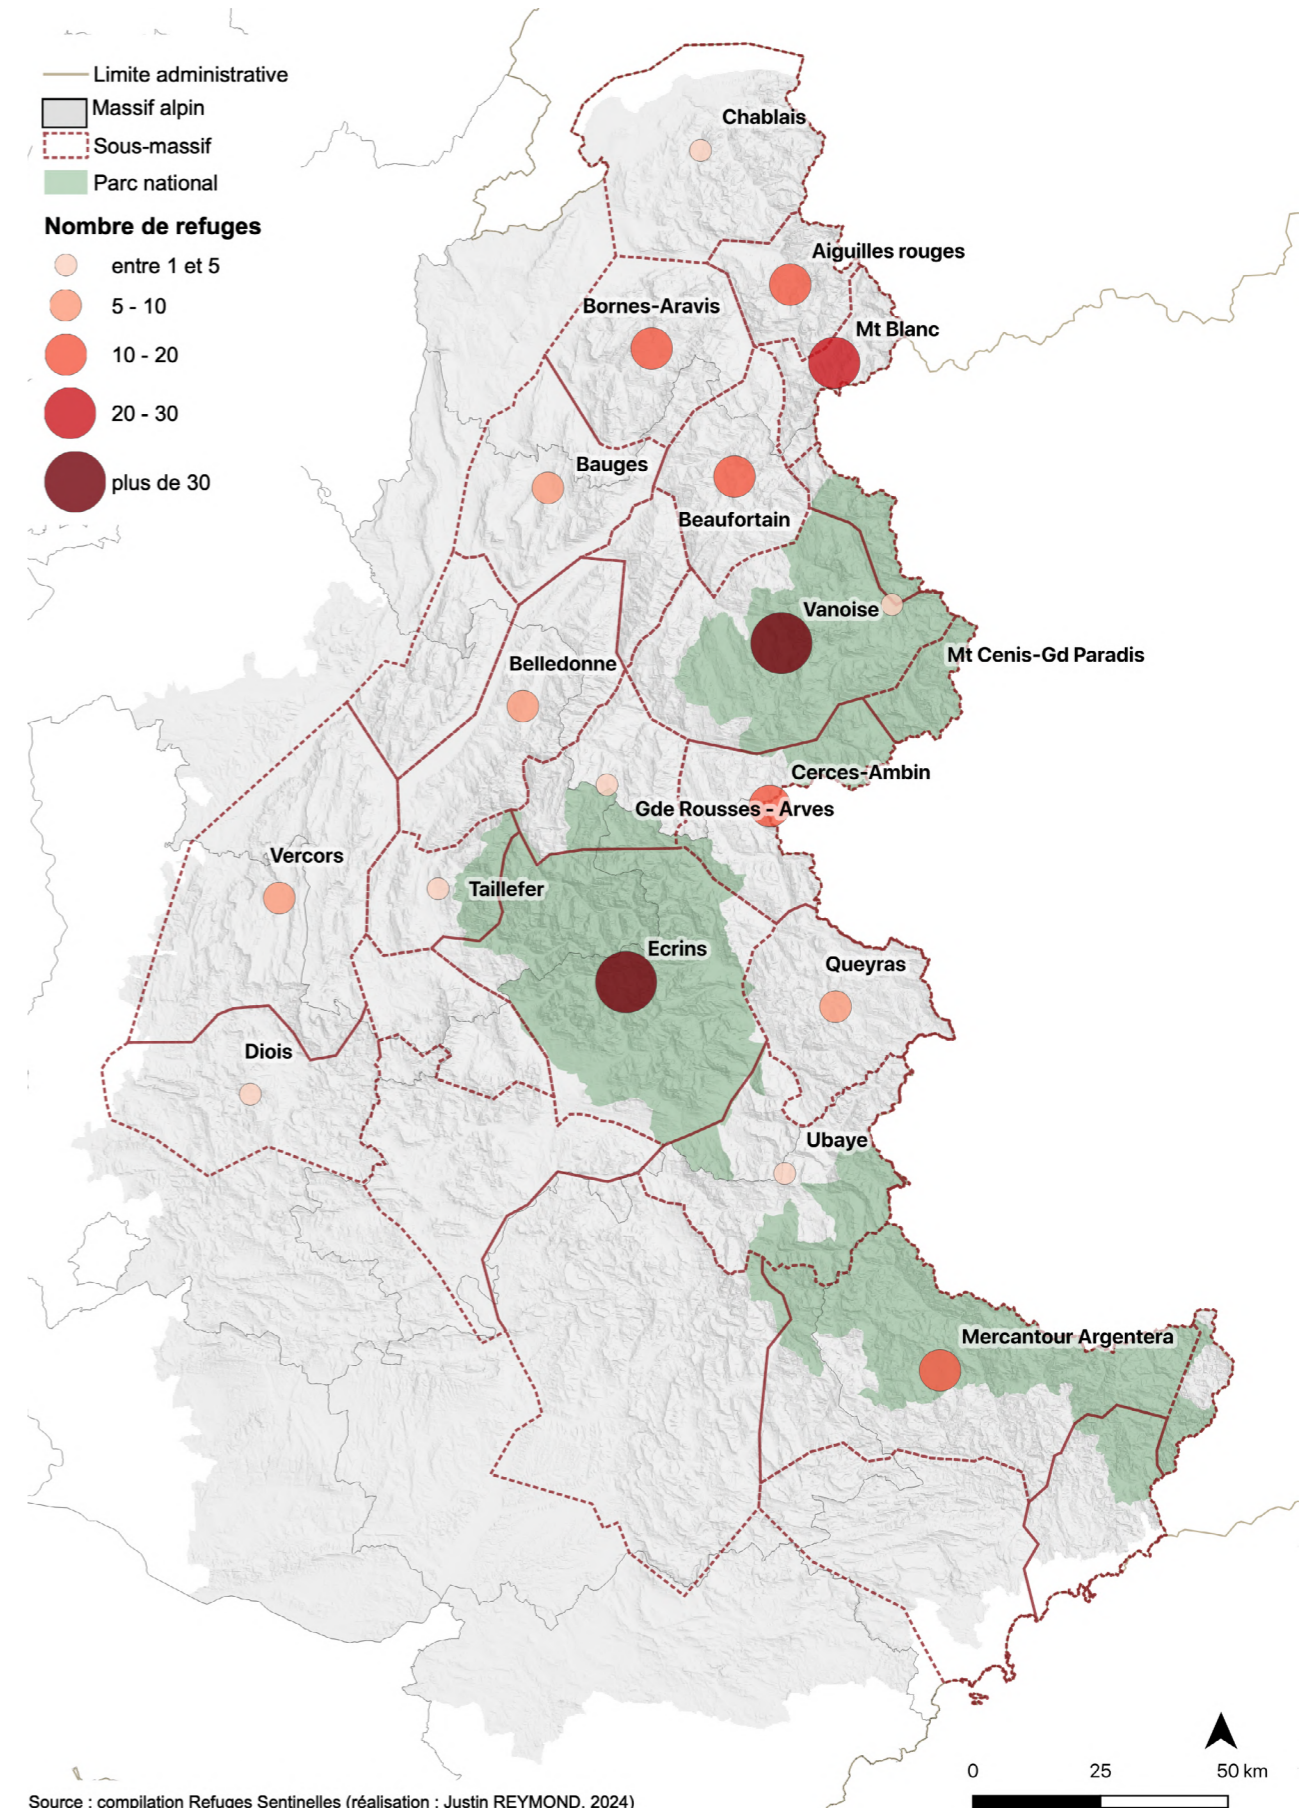 Limite administrative
Massif alpin
Sous-massif
Parc national
Nombre de refuges
entre 1 et 5
5 - 10
10 - 20
20 - 30
plus de 30
Chablais
Aiguilles rouges
Bornes-Aravis
Mt Blanc
Bauges
Beaufortain
Vanoise
Mt Cenis-Gd Paradis
Belledonne
Cerces-Ambin
Gde Rousses - Arves
Vercors
Taillefer
Ecrins
Queyras
Diois
Ubaye
Mercantour Argentera
0 25 50 km
Source : compilation Refuges Sentinelles (réalisation : Justin REYMOND, 2024)